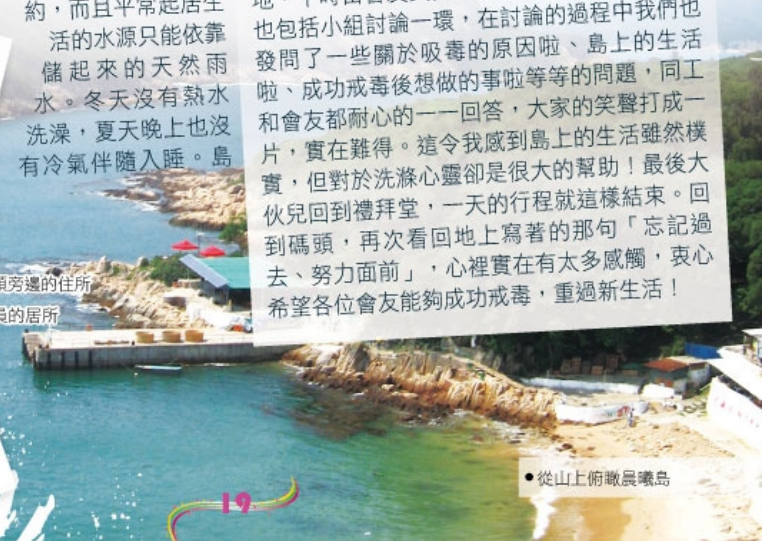 約，而且平常起居生
活的水源只能依靠
儲起來的天然雨
水。冬天沒有熱水
洗澡，夏天晚上也沒
有冷氣伴隨入睡。島
也包括小組討論一環，在討論的過程中我們也
發問了一些關於吸毒的原因啦、島上的生活
啦、成功戒毒後想做的事啦等等的問題，同工
和會友都耐心的一一回答，大家的笑聲打成一
片，實在難得。這令我感到島上的生活雖然樸
實，但對於洗滌心靈卻是很大的幫助！最後大
伙兒回到禮拜堂，一天的行程就這樣結束。回
到碼頭，再次看回地上寫著的那句「忘記過
去、努力面前」，心裡實在有太多感觸，衷心
希望各位會友能夠成功戒毒，重過新生活！
旁邊的住所
的居所
•從山上俯瞰晨曦島
19